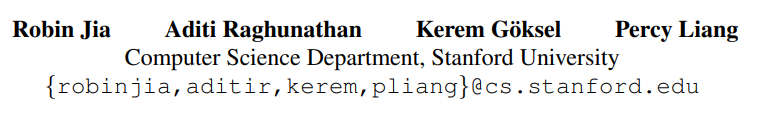 Robin Jia Aditi Raghunathan Kerem Göksel Percy Liang
Computer Science Department, Stanford University
{robinjia,aditir,kerem,pliang}@cs.stanford.edu